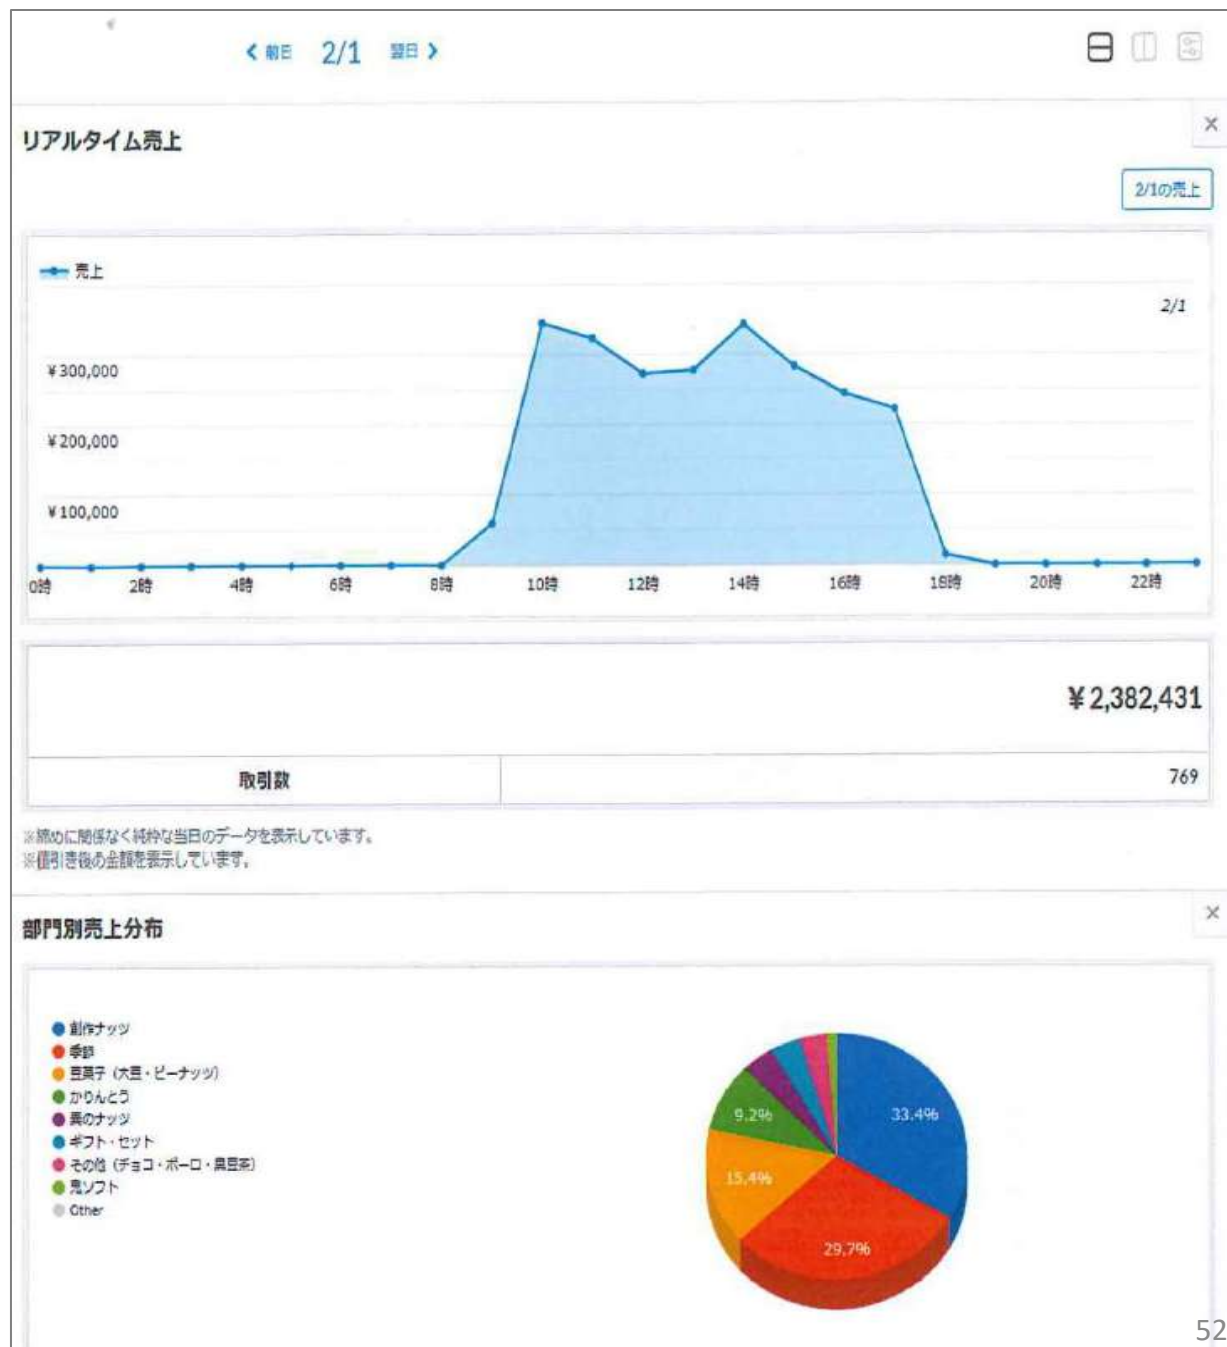 前日 2/1 翌日
リアルタイム売上
2/1の売上
売上
2/1
¥300,000
¥200,000
¥100,000
0時 2時 4時 6時 8時 10時 12時 14時 16時 18時 20時 22時
¥2,382,431
取引数 769
※締めに関係なく純粋な当日のデータを表示しています。
※値引き後の金額を表示しています。
部門別売上分布
創作ナッツ
季節
豆菓子（大豆・ピーナッツ）
かりんとう
ナッツ
ギフト・セット
その他（チョコ・ボーロ・黒豆茶）
ソフト
Other
9.2%
33.4%
15.4%
29.7%
52